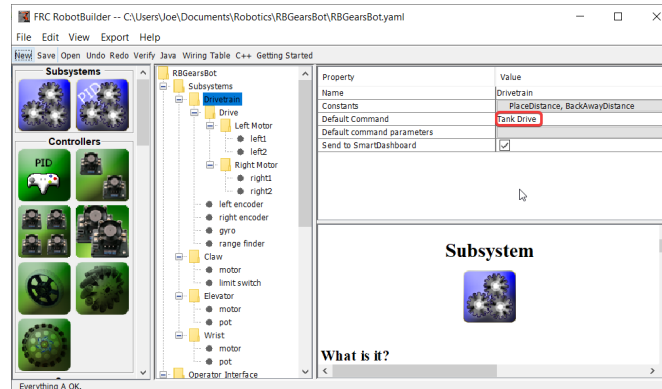 FRC RobotBuilder -- C:\Users\Joe\Documents\Robotics\RBGearsBot\RBGearsBot.yaml
File Edit View Export Help
New Save Open Undo Redo Verify Java Wiring Table C++ Getting Started
Subsystems
PID
Controllers
PID
RBGearsBot
Subsystems
Drivetrain
Drive
Left Motor
left1
left2
Right Motor
right1
right2
left encoder
right encoder
gyro
range finder
Claw
motor
limit switch
Elevator
motor
pot
Wrist
motor
pot
Operator Interface
Property Value
Name Drivetrain
Constants PlaceDistance, BackAwayDistance
Default Command Tank Drive
Default command parameters
Send to SmartDashboard
Subsystem
What is it?
Everything A OK.